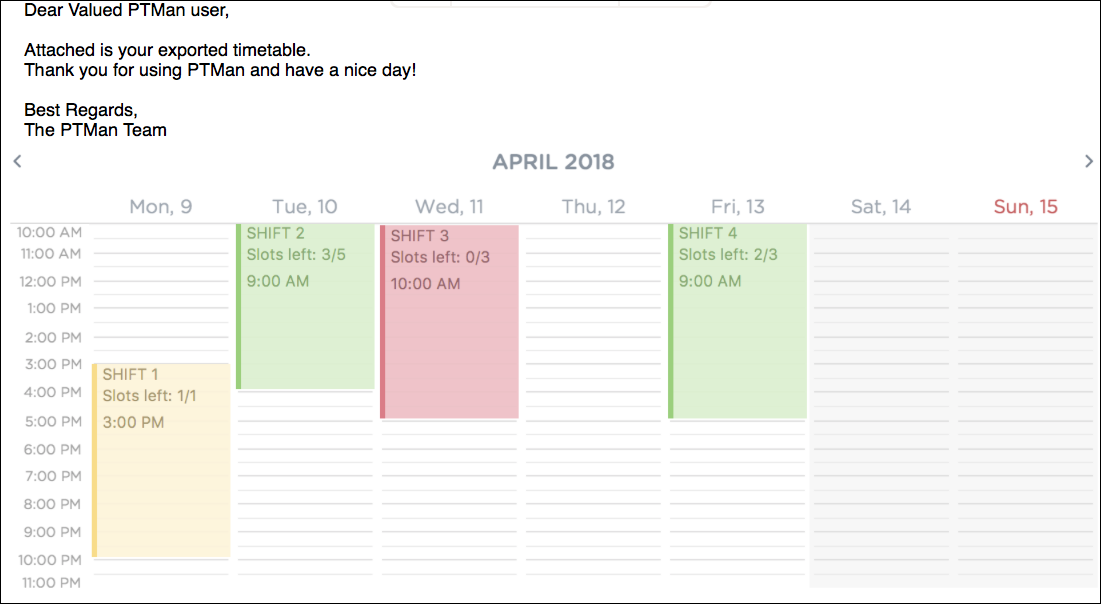 Dear Valued PTMan user,
Attached is your exported timetable.
Thank you for using PTMan and have a nice day!
Best Regards,
The PTMan Team
APRIL 2018
Mon, 9 Tue, 10 Wed, 11 Thu, 12 Fri, 13 Sat, 14 Sun, 15
10:00 AM
11:00 AM
12:00 PM
1:00 PM
2:00 PM
3:00 PM
4:00 PM
5:00 PM
6:00 PM
7:00 PM
8:00 PM
9:00 PM
10:00 PM
11:00 PM
SHIFT 1
Slots left: 1/1
3:00 PM
SHIFT 2
Slots left: 3/5
9:00 AM
SHIFT 3
Slots left: 0/3
10:00 AM
SHIFT 4
Slots left: 2/3
9:00 AM